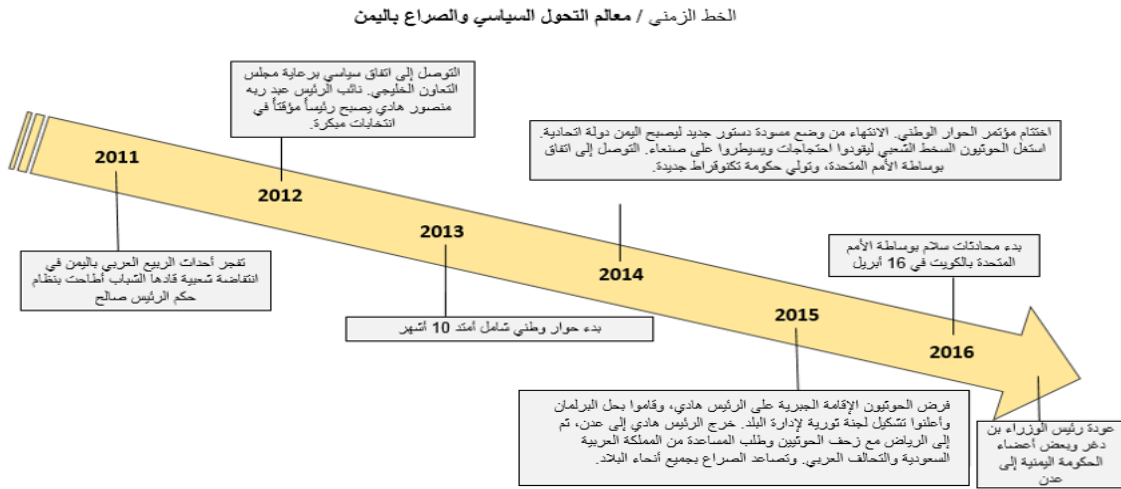 الخط الزمني / معالم التحول السياسي والصراع باليمن
2011
تفجر أحداث الربيع العربي باليمن في
انتفاضة شعبية قادها الشباب أطاحت بنظام
حكم الرئيس صالح
التوصل إلى اتفاق سياسي برعاية مجلس
التعاون الخليجي. نائب الرئيس عبد ربه
منصور هادي يصبح رئيساً مؤقتاً في
انتخابات مبكرة.
2012
2013
بدء حوار وطني شامل أمتد 10 أشهر
اختتام مؤتمر الحوار الوطني. الانتهاء من وضع مسودة دستور جديد ليصبح اليمن دولة اتحادية.
استغل الحوثيون السخط الشعبي ليقودوا احتجاجات ويسيطروا على صنعاء. التوصل إلى اتفاق
بوساطة الأمم المتحدة، وتولي حكومة تكنوقراط جديدة.
2014
2015
فرض الحوثيون الإقامة الجبرية على الرئيس هادي، وقاموا بحل البرلمان
وأعلنوا تشكيل لجنة ثورية لإدارة البلد. خرج الرئيس هادي إلى عدن، ثم
إلى الرياض مع زحف الحوثيين وطلب المساعدة من المملكة العربية
السعودية والتحالف العربي. وتصاعد الصراع بجميع أنحاء البلاد.
بدء محادثات سلام بوساطة الأمم
المتحدة بالكويت في 16 أبريل
2016
عودة رئيس الوزراء بن
دغر وبعض أعضاء
الحكومة اليمنية إلى
عدن